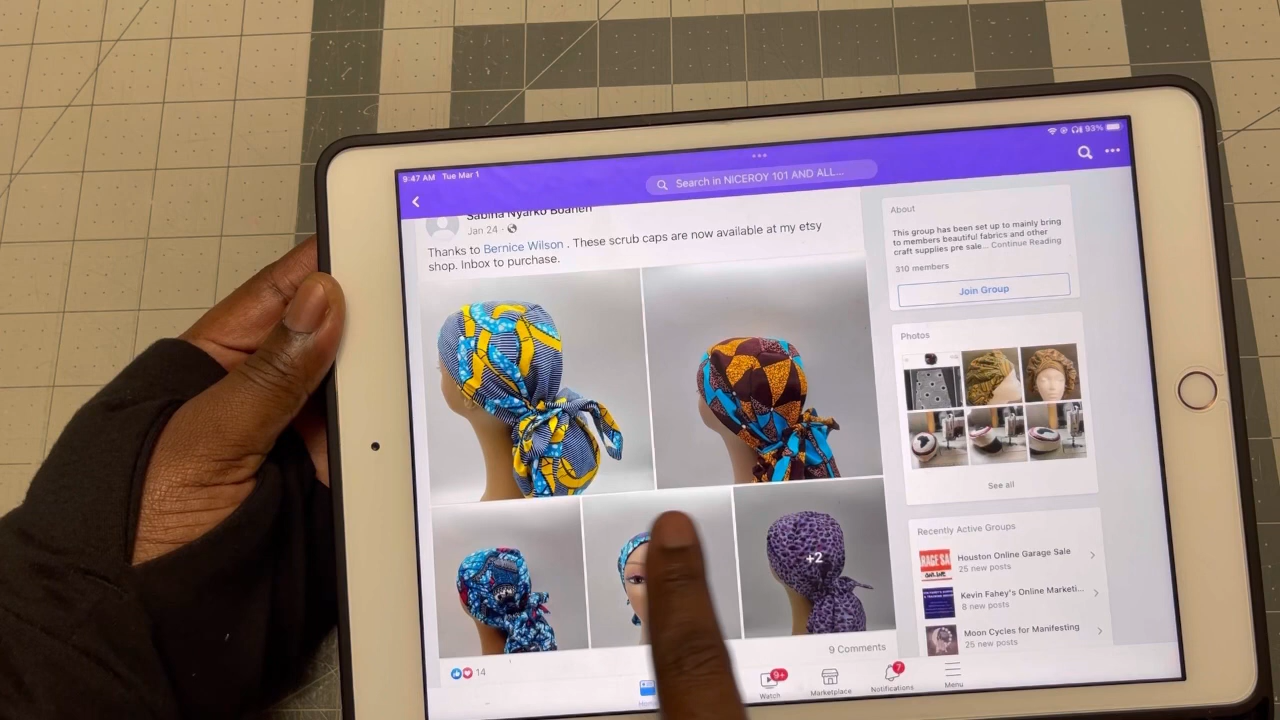 9:47 AM Tue Mar 1
93%
Search in NICEROY 101 AND ALL...
Sabina Nyarko Boahen
Jan 24 ·
Thanks to Bernice Wilson . These scrub caps are now available at my etsy
shop. Inbox to purchase.
+2
14
9 Comments
About
This group has been set up to mainly bring
to members beautiful fabrics and other
craft supplies pre sale... Continue Reading
310 members
Join Group
Photos
See all
Recently Active Groups
Houston Online Garage Sale
25 new posts
Kevin Fahey's Online Marketi...
8 new posts
Moon Cycles for Manifesting
25 new posts
9+
Watch
Marketplace
7
Notifications
Menu